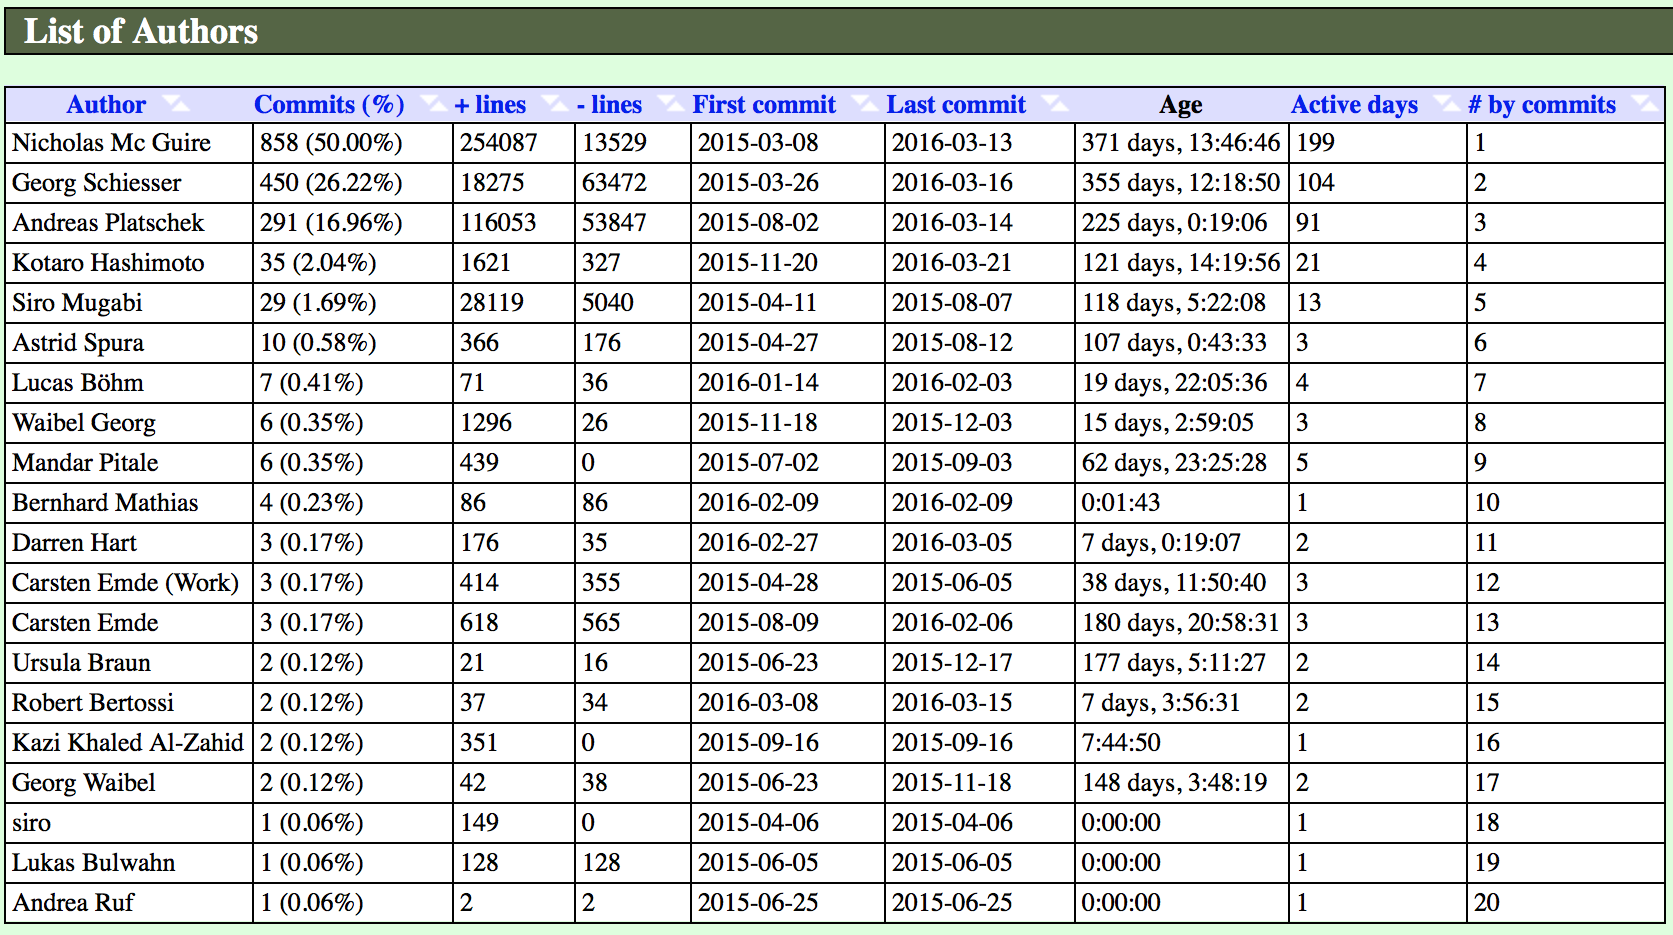 List of Authors
Author Commits (%) + lines - lines First commit Last commit Age Active days # by commits
Nicholas Mc Guire 858 (50.00%) 254087 13529 2015-03-08 2016-03-13 371 days, 13:46:46 199 1
Georg Schiesser 450 (26.22%) 18275 63472 2015-03-26 2016-03-16 355 days, 12:18:50 104 2
Andreas Platschek 291 (16.96%) 116053 53847 2015-08-02 2016-03-14 225 days, 0:19:06 91 3
Kotaro Hashimoto 35 (2.04%) 1621 327 2015-11-20 2016-03-21 121 days, 14:19:56 21 4
Siro Mugabi 29 (1.69%) 28119 5040 2015-04-11 2015-08-07 118 days, 5:22:08 13 5
Astrid Spura 10 (0.58%) 366 176 2015-04-27 2015-08-12 107 days, 0:43:33 3 6
Lucas Böhm 7 (0.41%) 71 36 2016-01-14 2016-02-03 19 days, 22:05:36 4 7
Waibel Georg 6 (0.35%) 1296 26 2015-11-18 2015-12-03 15 days, 2:59:05 3 8
Mandar Pitale 6 (0.35%) 439 0 2015-07-02 2015-09-03 62 days, 23:25:28 5 9
Bernhard Mathias 4 (0.23%) 86 86 2016-02-09 2016-02-09 0:01:43 1 10
Darren Hart 3 (0.17%) 176 35 2016-02-27 2016-03-05 7 days, 0:19:07 2 11
Carsten Emde (Work) 3 (0.17%) 414 355 2015-04-28 2015-06-05 38 days, 11:50:40 3 12
Carsten Emde 3 (0.17%) 618 565 2015-08-09 2016-02-06 180 days, 20:58:31 3 13
Ursula Braun 2 (0.12%) 21 16 2015-06-23 2015-12-17 177 days, 5:11:27 2 14
Robert Bertossi 2 (0.12%) 37 34 2016-03-08 2016-03-15 7 days, 3:56:31 2 15
Kazi Khaled Al-Zahid 2 (0.12%) 351 0 2015-09-16 2015-09-16 7:44:50 1 16
Georg Waibel 2 (0.12%) 42 38 2015-06-23 2015-11-18 148 days, 3:48:19 2 17
siro 1 (0.06%) 149 0 2015-04-06 2015-04-06 0:00:00 1 18
Lukas Bulwahn 1 (0.06%) 128 128 2015-06-05 2015-06-05 0:00:00 1 19
Andrea Ruf 1 (0.06%) 2 2 2015-06-25 2015-06-25 0:00:00 1 20